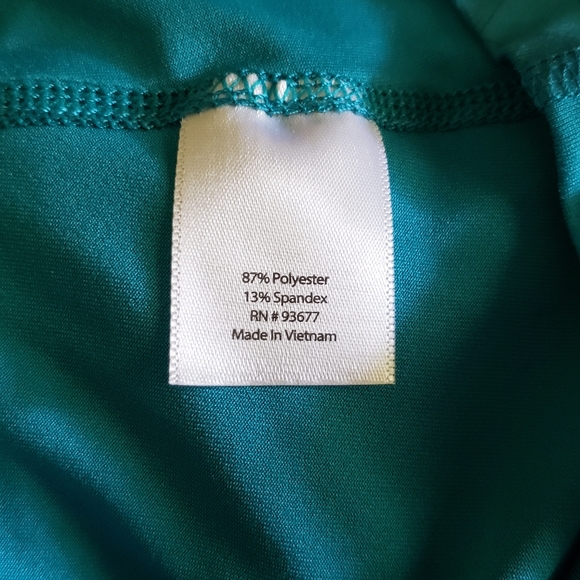 87% Polyester
13% Spandex
RN # 93677
Made In Vietnam